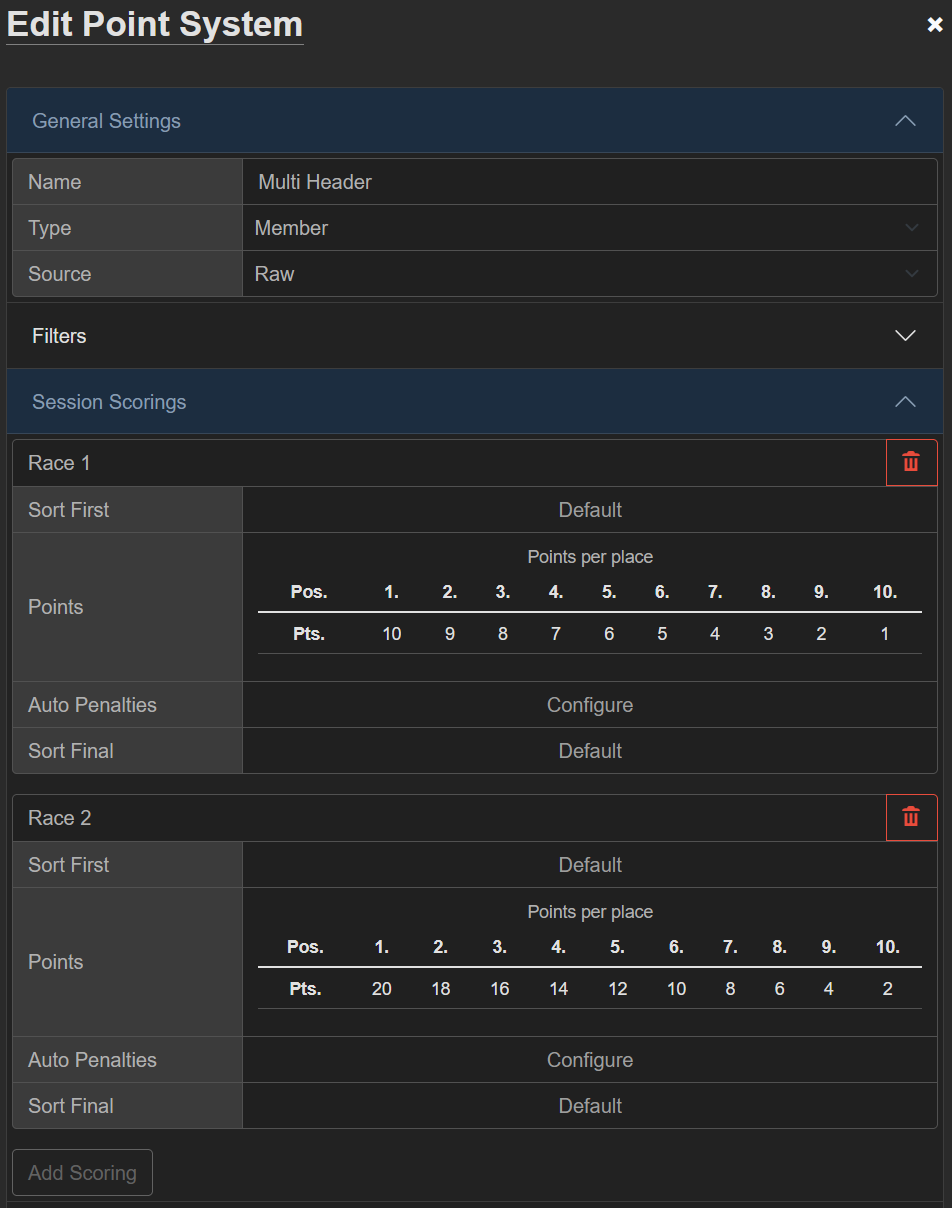 Edit Point System
General Settings
Name Multi Header
Type Member
Source Raw
Filters
Session Scorings
Race 1
Sort First Default
Points per place
Pos. 1. 2. 3. 4. 5. 6. 7. 8. 9. 10.
Points
Pts. 10 9 8 7 6 5 4 3 2 1
Auto Penalties Configure
Sort Final Default
Race 2
Sort First Default
Points per place
Pos. 1. 2. 3. 4. 5. 6. 7. 8. 9. 10.
Points
Pts. 20 18 16 14 12 10 8 6 4 2
Auto Penalties Configure
Sort Final Default
Add Scoring